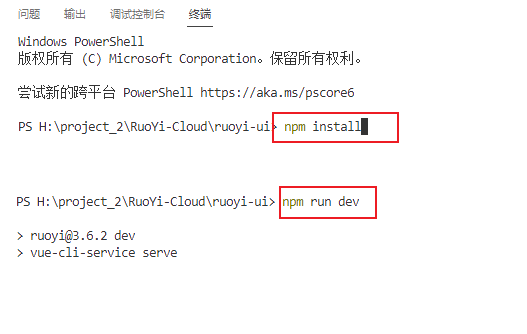 问题 输出 调试控制台 终端
Windows PowerShell
版权所有 (C) Microsoft Corporation。保留所有权利。
尝试新的跨平台 PowerShell https://aka.ms/pscore6
PS H:\project_2\RuoYi-Cloud\ruoyi-ui> npm install
PS H:\project_2\RuoYi-Cloud\ruoyi-ui> npm run dev
> ruoyi@3.6.2 dev
> vue-cli-service serve